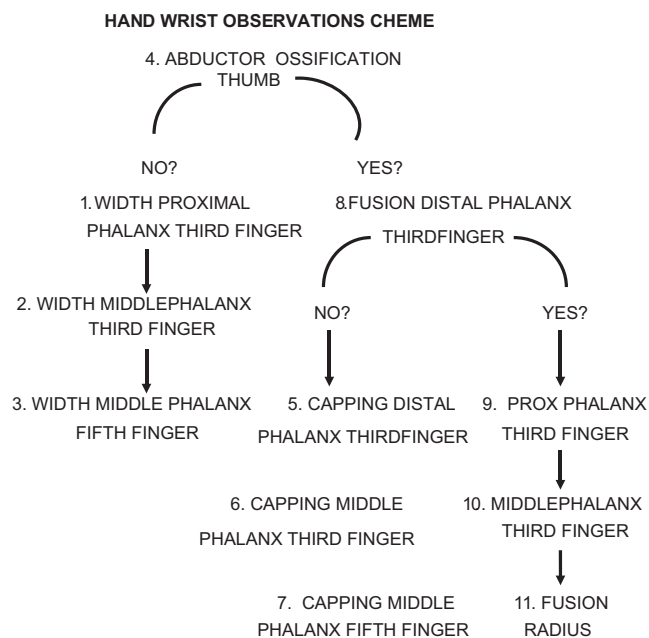 HAND WRIST OBSERVATIONS CHEME
4. ABDUCTOR OSSIFICATION
THUMB
NO?
YES?
1.WIDTH PROXIMAL
PHALANX THIRD FINGER
8.FUSION DISTAL PHALANX
THIRDFINGER
2. WIDTH MIDDLEPHALANX
THIRD FINGER
NO?
YES?
3. WIDTH MIDDLE PHALANX
FIFTH FINGER
5. CAPPING DISTAL
PHALANX THIRDFINGER
9. PROX PHALANX
THIRD FINGER
6. CAPPING MIDDLE
PHALANX THIRD FINGER
10. MIDDLEPHALANX
THIRD FINGER
7. CAPPING MIDDLE
PHALANX FIFTH FINGER
11. FUSION
RADIUS